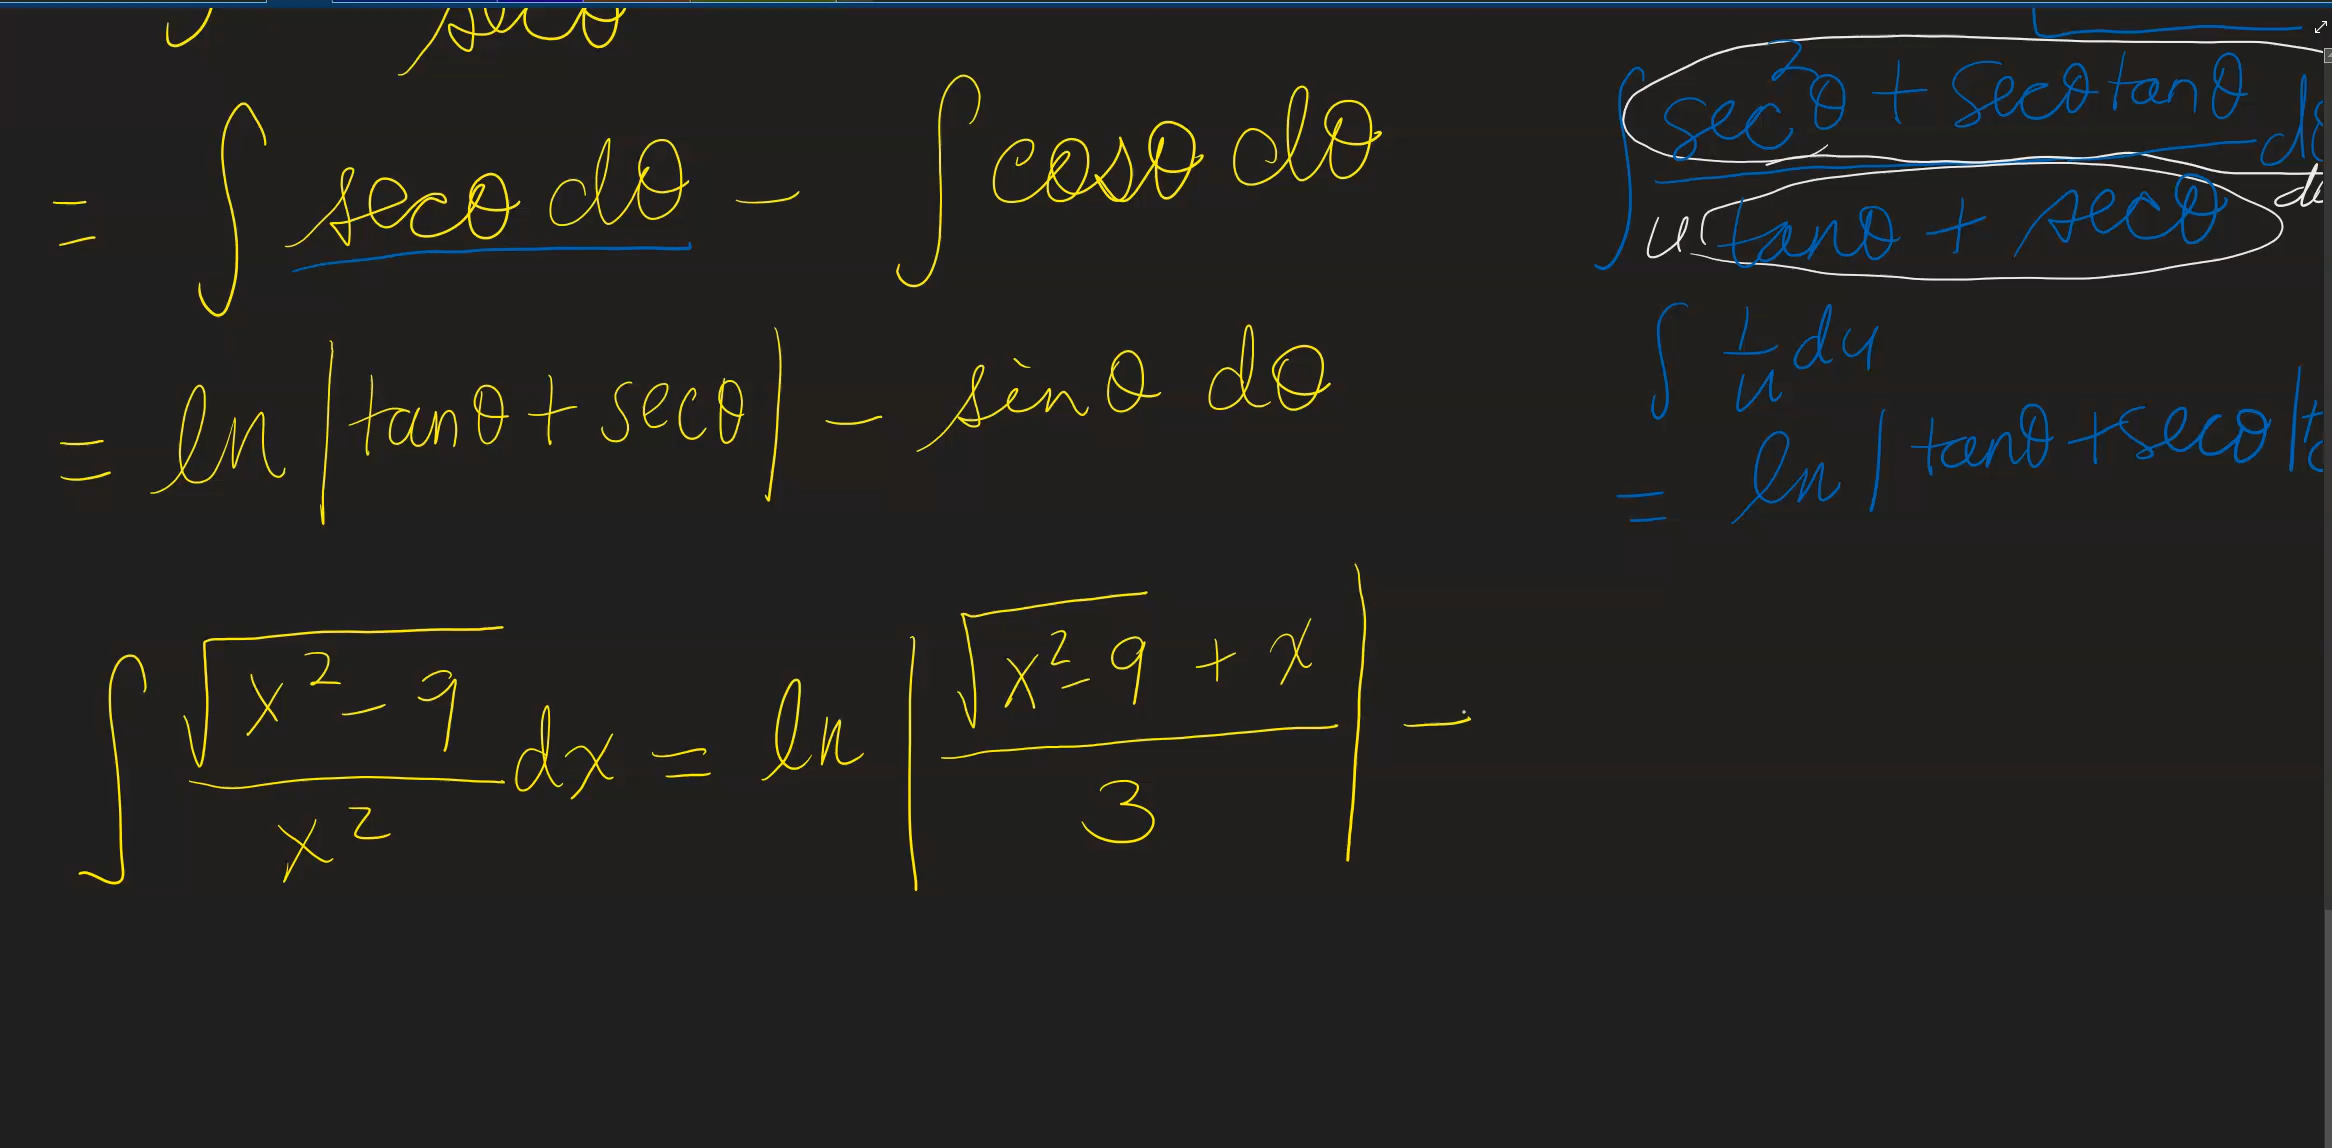 secθ
= ∫ secθ dθ − ∫ cosθ dθ
= ln |tanθ + secθ| − sinθ dθ
∫ √(x² − 9) / x² dx = ln | (√(x² − 9) + x) / 3 | −
∫ (sec²θ + secθ tanθ) / (tanθ + secθ)
u
∫ 1/u du
= ln |tanθ + secθ| +